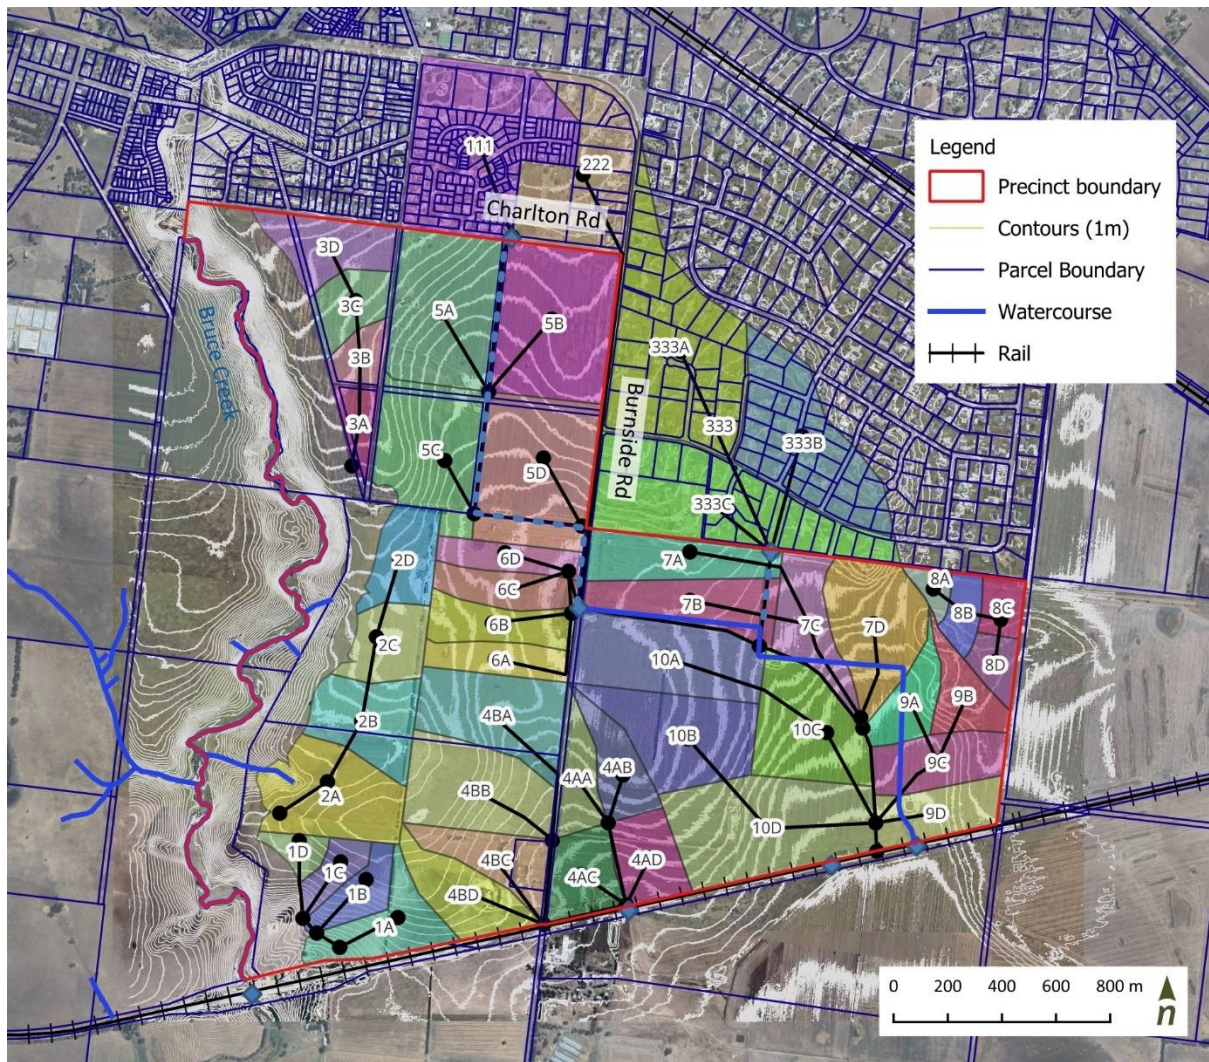 111
222
Charlton Rd
Legend
Precinct boundary
Contours (1m)
Parcel Boundary
Watercourse
Rail
3D
3C
3B
3A
5A
5B
5C
5D
Bruce Creek
Burnside Rd
333A
333
333B
333C
2D
2C
2B
2A
6D
6C
6B
6A
7A
7B
7C
7D
8A
8B
8C
8D
9A
9B
9C
9D
10A
10B
10C
10D
4BA
4BB
4BC
4BD
4AA
4AB
4AC
4AD
1D
1C
1B
1A
0 200 400 600 800 m
n